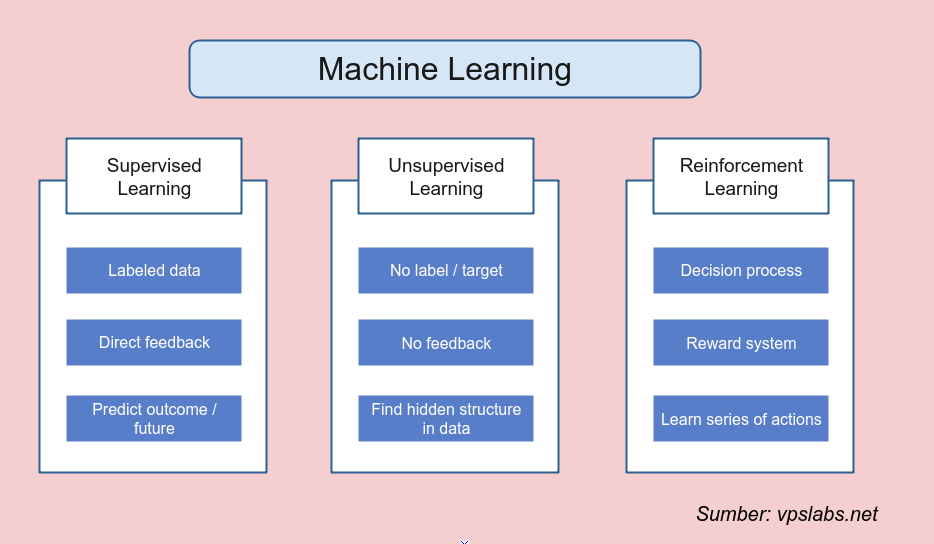 Machine Learning
Supervised
Learning
Labeled data
Direct feedback
Predict outcome /
future
Unsupervised
Learning
No label / target
No feedback
Find hidden structure
in data
Reinforcement
Learning
Decision process
Reward system
Learn series of actions
Sumber: vpslabs.net